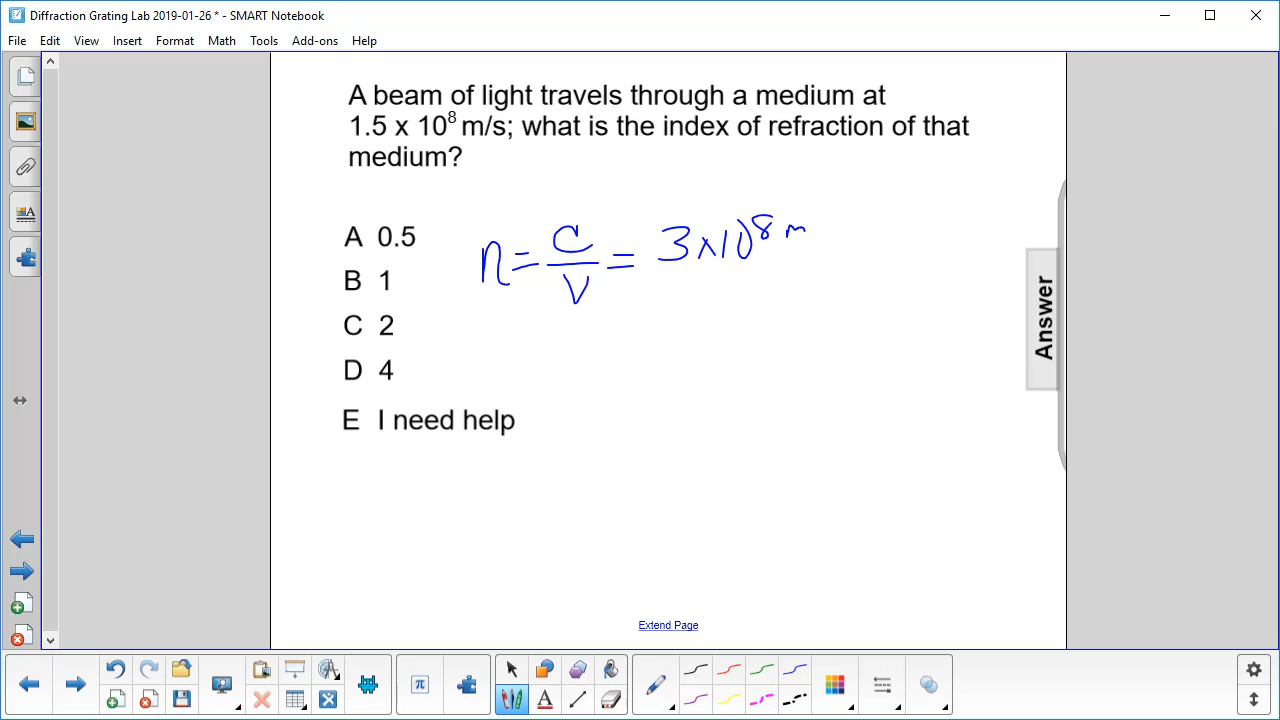 Diffraction Grating Lab 2019-01-26 * - SMART Notebook
File Edit View Insert Format Math Tools Add-ons Help
A beam of light travels through a medium at
1.5 x 10⁸ m/s; what is the index of refraction of that
medium?
A 0.5
B 1
C 2
D 4
E I need help
n = C/V = 3x10⁸ m
Answer
Extend Page